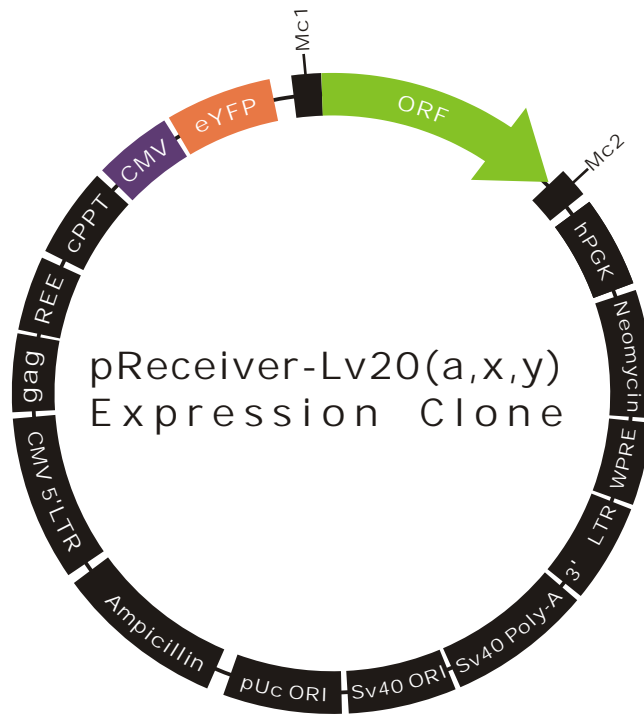 Mc1
ORF
Mc2
hPGK
Neomycin
WPRE
3' LTR
Sv40 Poly-A
Sv40 ORI
pUc ORI
Ampicillin
CMV 5'LTR
gag
REE
cPPT
CMV
eYFP
pReceiver-Lv20(a,x,y)
Expression Clone